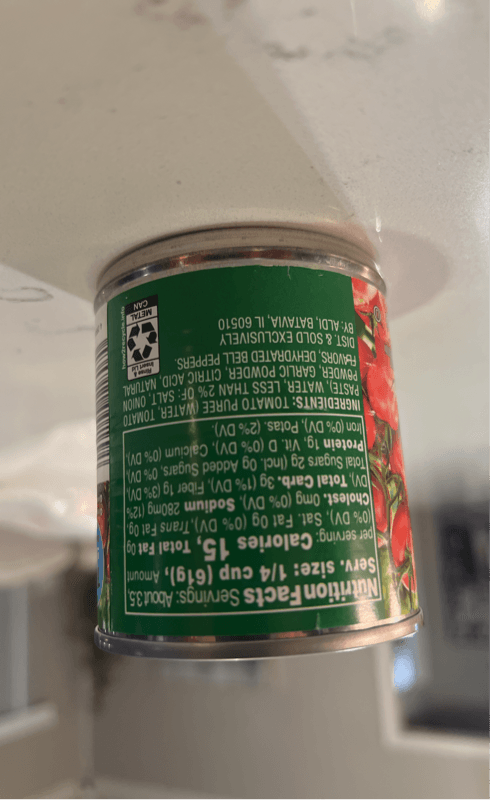 Nutrition Facts Servings: About 3.5,
Serv. size: 1/4 cup (61g), Amount
per serving: Calories 15, Total Fat 0g
(0% DV), Sat. Fat 0g (0% DV), Trans Fat 0g,
Cholest. 0mg (0% DV), Sodium 280mg (12%
DV), Total Carb. 3g (1% DV), Fiber 1g (3% DV),
Total Sugars 2g (Incl. 0g Added Sugars, 0% DV),
Protein 1g, Vit. D (0% DV), Calcium (0% DV),
Iron (0% DV), Potas. (2% DV).
INGREDIENTS: TOMATO PUREE (WATER, TOMATO
PASTE), WATER, LESS THAN 2% OF: SALT, ONION
POWDER, GARLIC POWDER, CITRIC ACID, NATURAL
FLAVORS, DEHYDRATED BELL PEPPERS.
DIST. & SOLD EXCLUSIVELY
BY: ALDI, BATAVIA, IL 60510
Rinse &
Insert Lid
METAL
CAN